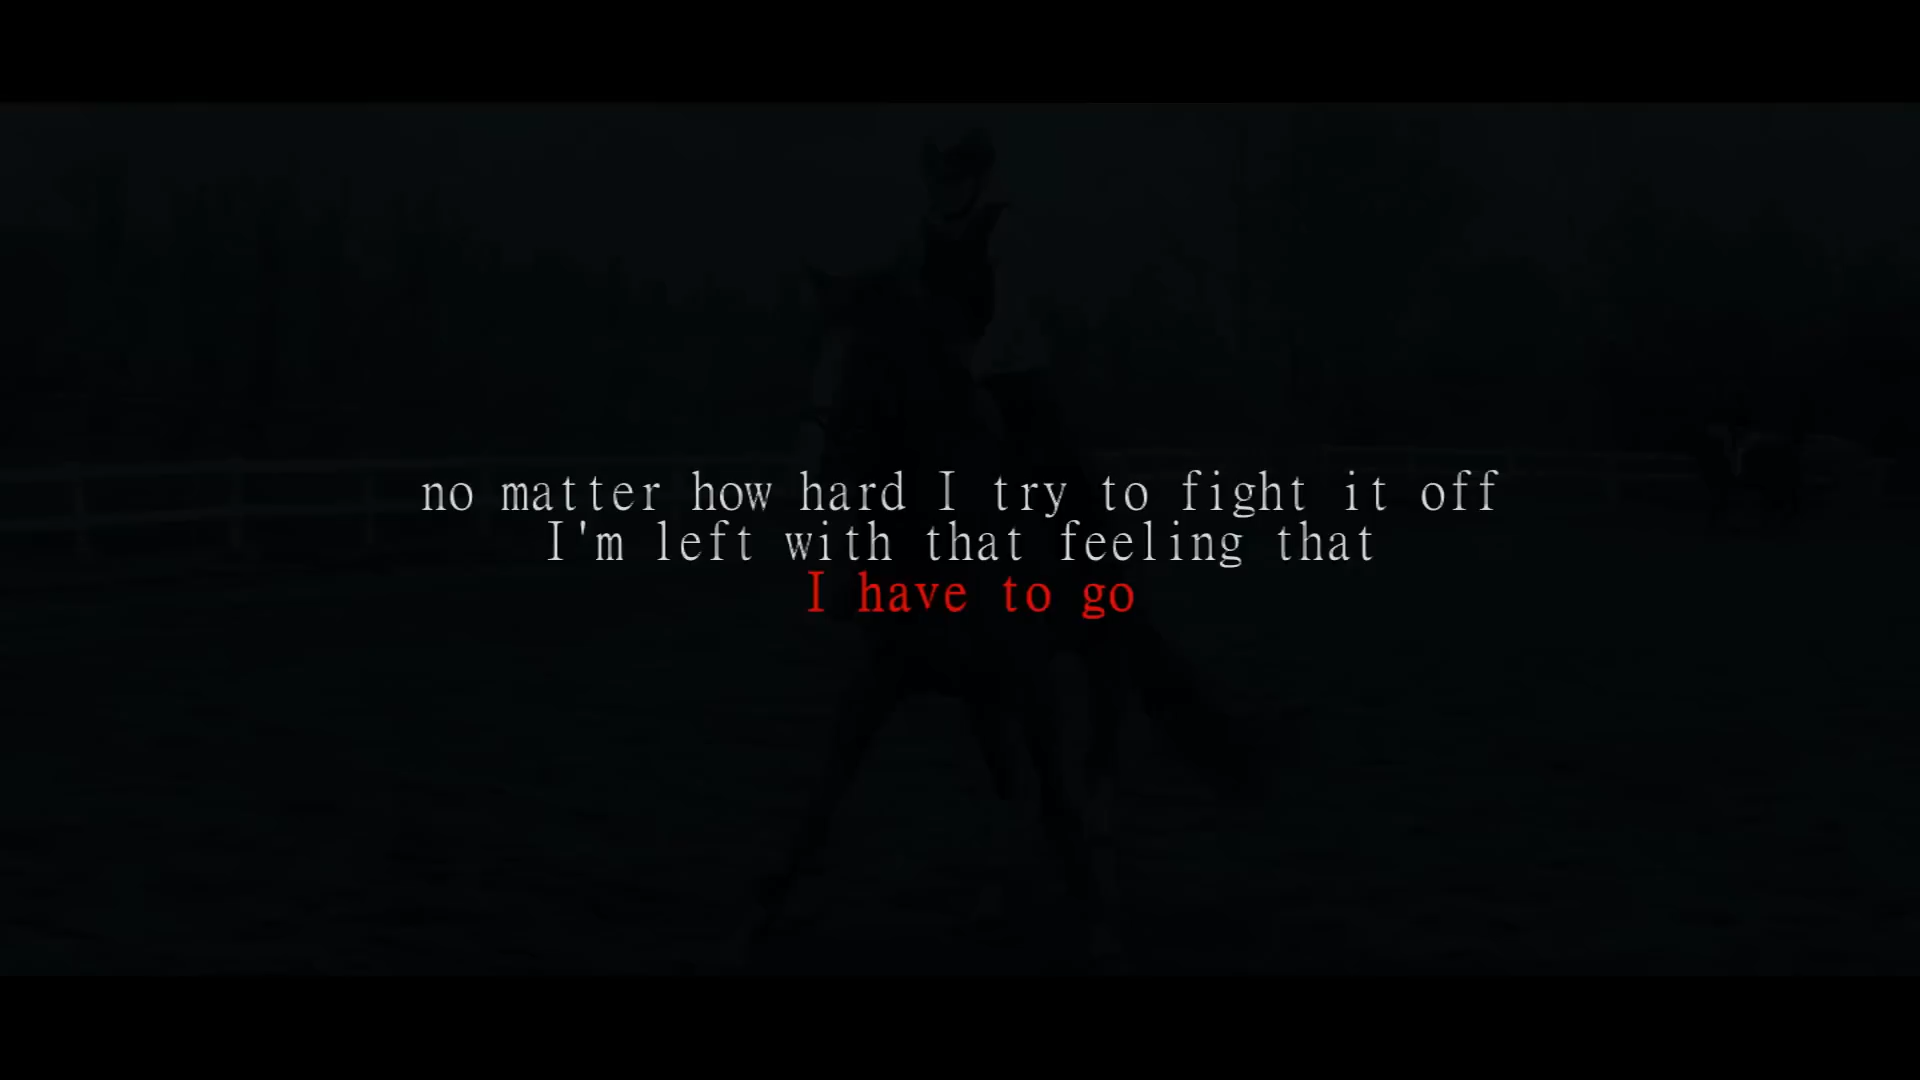 no matter how hard I try to fight it off
I'm left with that feeling that
I have to go